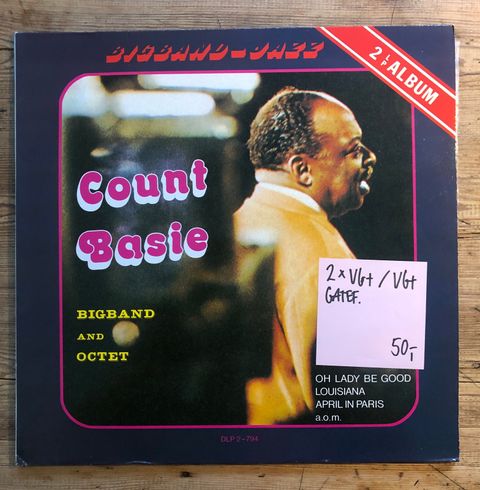 BIGBAND-JAZZ
2 LP ALBUM
Count
Basie
BIGBAND
AND
OCTET
2 x VG+ / VG+
GATEF.
50,-
OH LADY BE GOOD
LOUISIANA
APRIL IN PARIS
a.o.m.
DLP 2-794